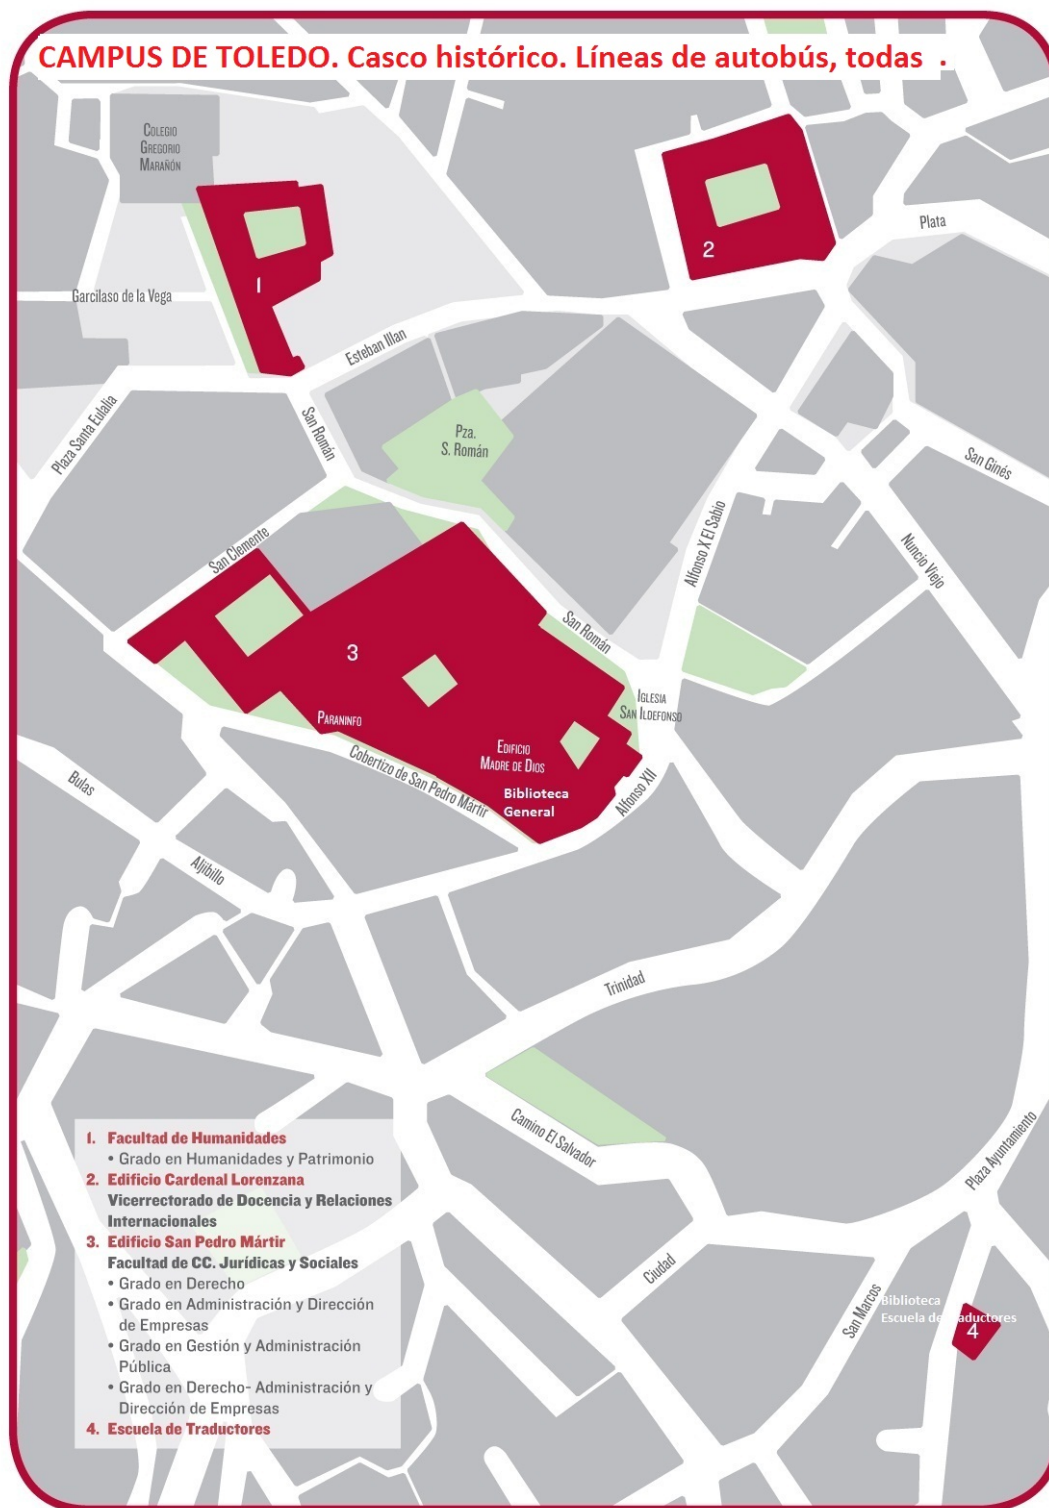 CAMPUS DE TOLEDO. Casco histórico. Líneas de autobús, todas .
COLEGIO
GREGORIO
MARAÑÓN
1
2
Plata
Garcilaso de la Vega
Esteban Illan
Plaza Santa Eulalia
San Román
Pza.
S. Román
San Ginés
San Clemente
Alfonso X El Sabio
Nuncio Viejo
San Román
3
IGLESIA
SAN ILDEFONSO
PARANINFO
EDIFICIO
MADRE DE DIOS
Biblioteca
General
Cobertizo de San Pedro Mártir
Alfonso XII
Bulas
Aljibillo
Trinidad
Camino El Salvador
Plaza Ayuntamiento
Ciudad
San Marcos
Biblioteca
Escuela de Traductores
4
1. Facultad de Humanidades
• Grado en Humanidades y Patrimonio
2. Edificio Cardenal Lorenzana
Vicerrectorado de Docencia y Relaciones
Internacionales
3. Edificio San Pedro Mártir
Facultad de CC. Jurídicas y Sociales
• Grado en Derecho
• Grado en Administración y Dirección
de Empresas
• Grado en Gestión y Administración
Pública
• Grado en Derecho- Administración y
Dirección de Empresas
4. Escuela de Traductores